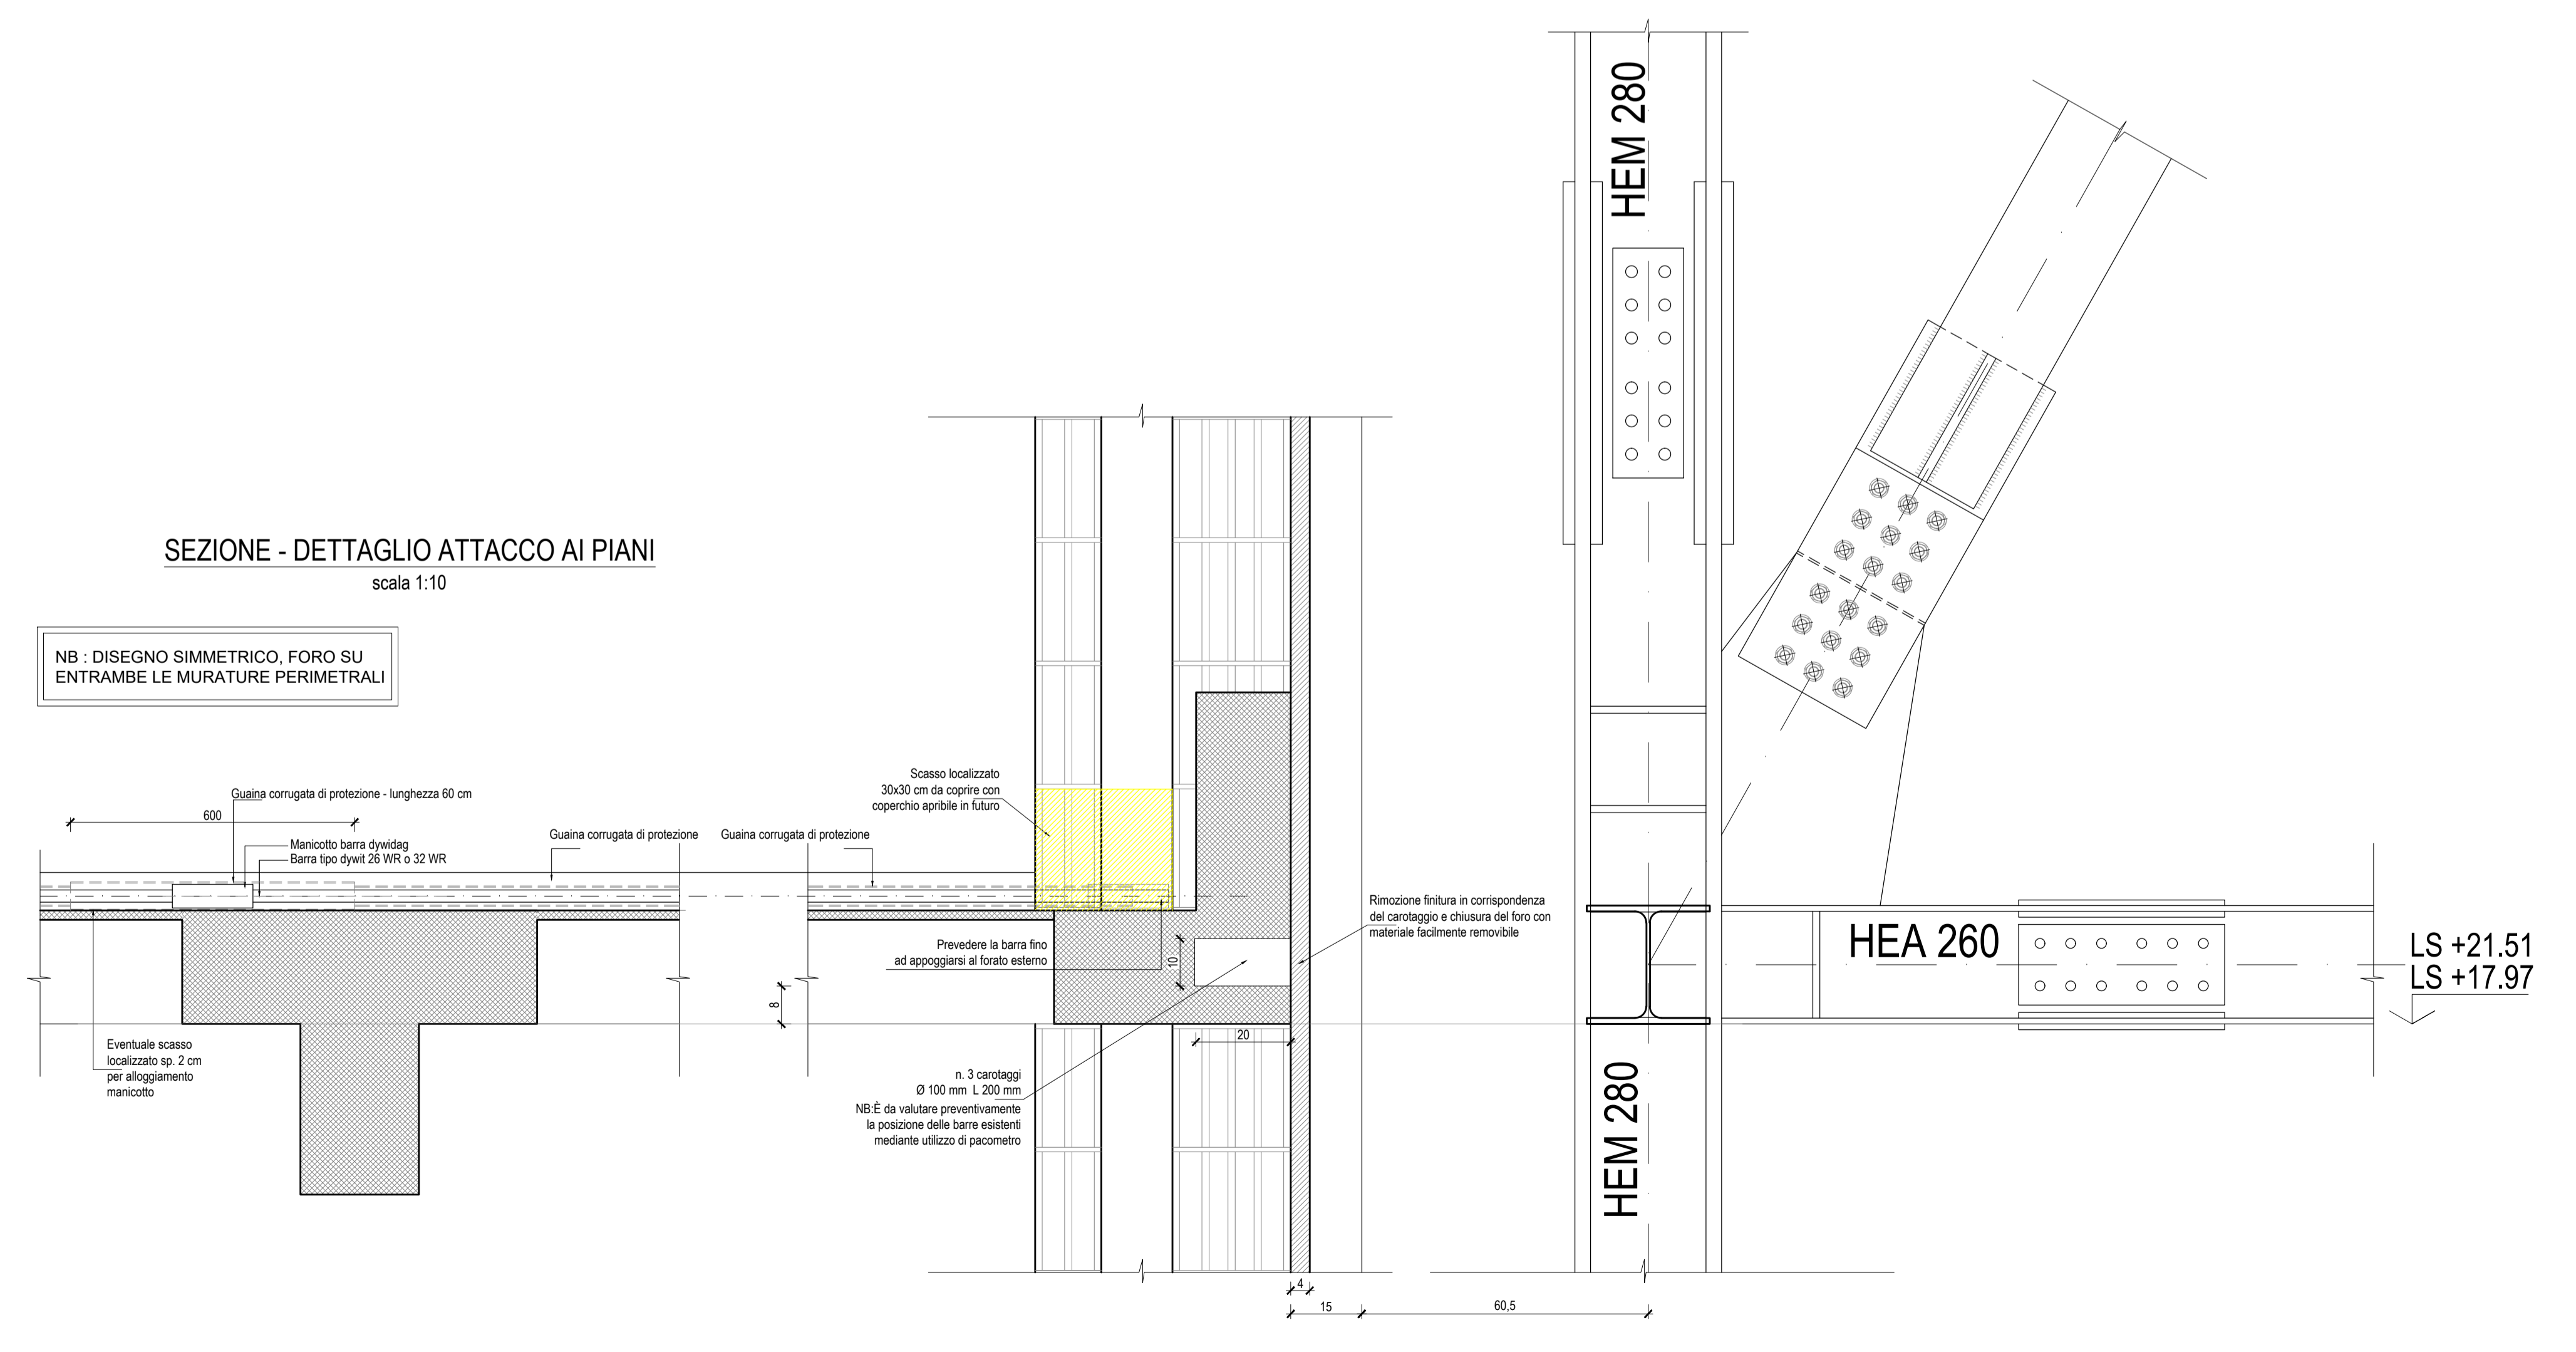 HEM 280
SEZIONE - DETTAGLIO ATTACCO AI PIANI
scala 1:10
NB : DISEGNO SIMMETRICO, FORO SU
ENTRAMBE LE MURATURE PERIMETRALI
Guaina corrugata di protezione - lunghezza 60 cm
600
Manicotto barra dywidag
Barra tipo dywit 26 WR o 32 WR
Guaina corrugata di protezione
Guaina corrugata di protezione
Scasso localizzato
30x30 cm da coprire con
coperchio apribile in futuro
Prevedere la barra fino
ad appoggiarsi al forato esterno
10
8
20
Rimozione finitura in corrispondenza
del carotaggio e chiusura del foro con
materiale facilmente removibile
HEA 260
LS +21.51
LS +17.97
Eventuale scasso
localizzato sp. 2 cm
per alloggiamento
manicotto
n. 3 carotaggi
Ø 100 mm L 200 mm
NB:È da valutare preventivamente
la posizione delle barre esistenti
mediante utilizzo di pacometro
HEM 280
4
15
60,5